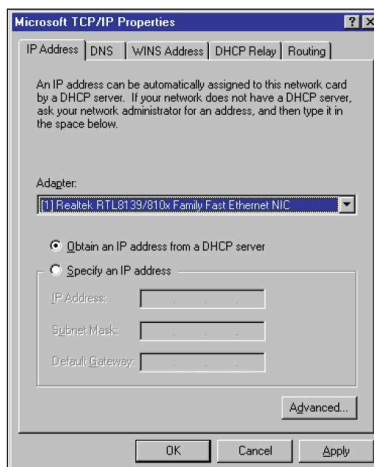 Microsoft TCP/IP Properties
IP Address DNS WINS Address DHCP Relay Routing
An IP address can be automatically assigned to this network card
by a DHCP server. If your network does not have a DHCP server,
ask your network administrator for an address, and then type it in
the space below.
Adapter:
[1] Realtek RTL8139/810x Family Fast Ethernet NIC
Obtain an IP address from a DHCP server
Specify an IP address
IP Address:
Subnet Mask:
Default Gateway:
Advanced...
OK Cancel Apply